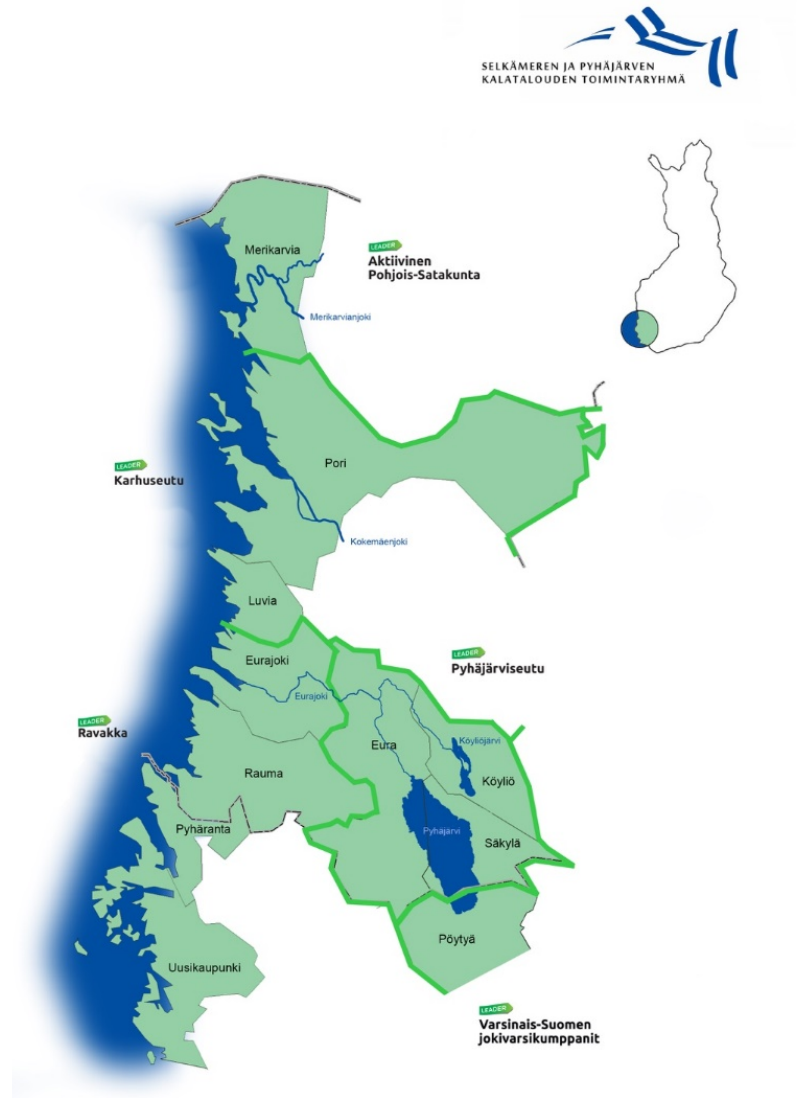 SELKÄMEREN JA PYHÄJÄRVEN
KALATALOUDEN TOIMINTARYHMÄ
Merikarvia
LEADER
Aktiivinen
Pohjois-Satakunta
Merikarvianjoki
Pori
LEADER
Karhuseutu
Kokemäenjoki
Luvia
Eurajoki
LEADER
Pyhäjärviseutu
Eurajoki
LEADER
Ravakka
Eura
Köyliöjärvi
Rauma
Köyliö
Pyhäranta
Pyhäjärvi
Säkylä
Pöytyä
Uusikaupunki
LEADER
Varsinais-Suomen
jokivarsikumppanit